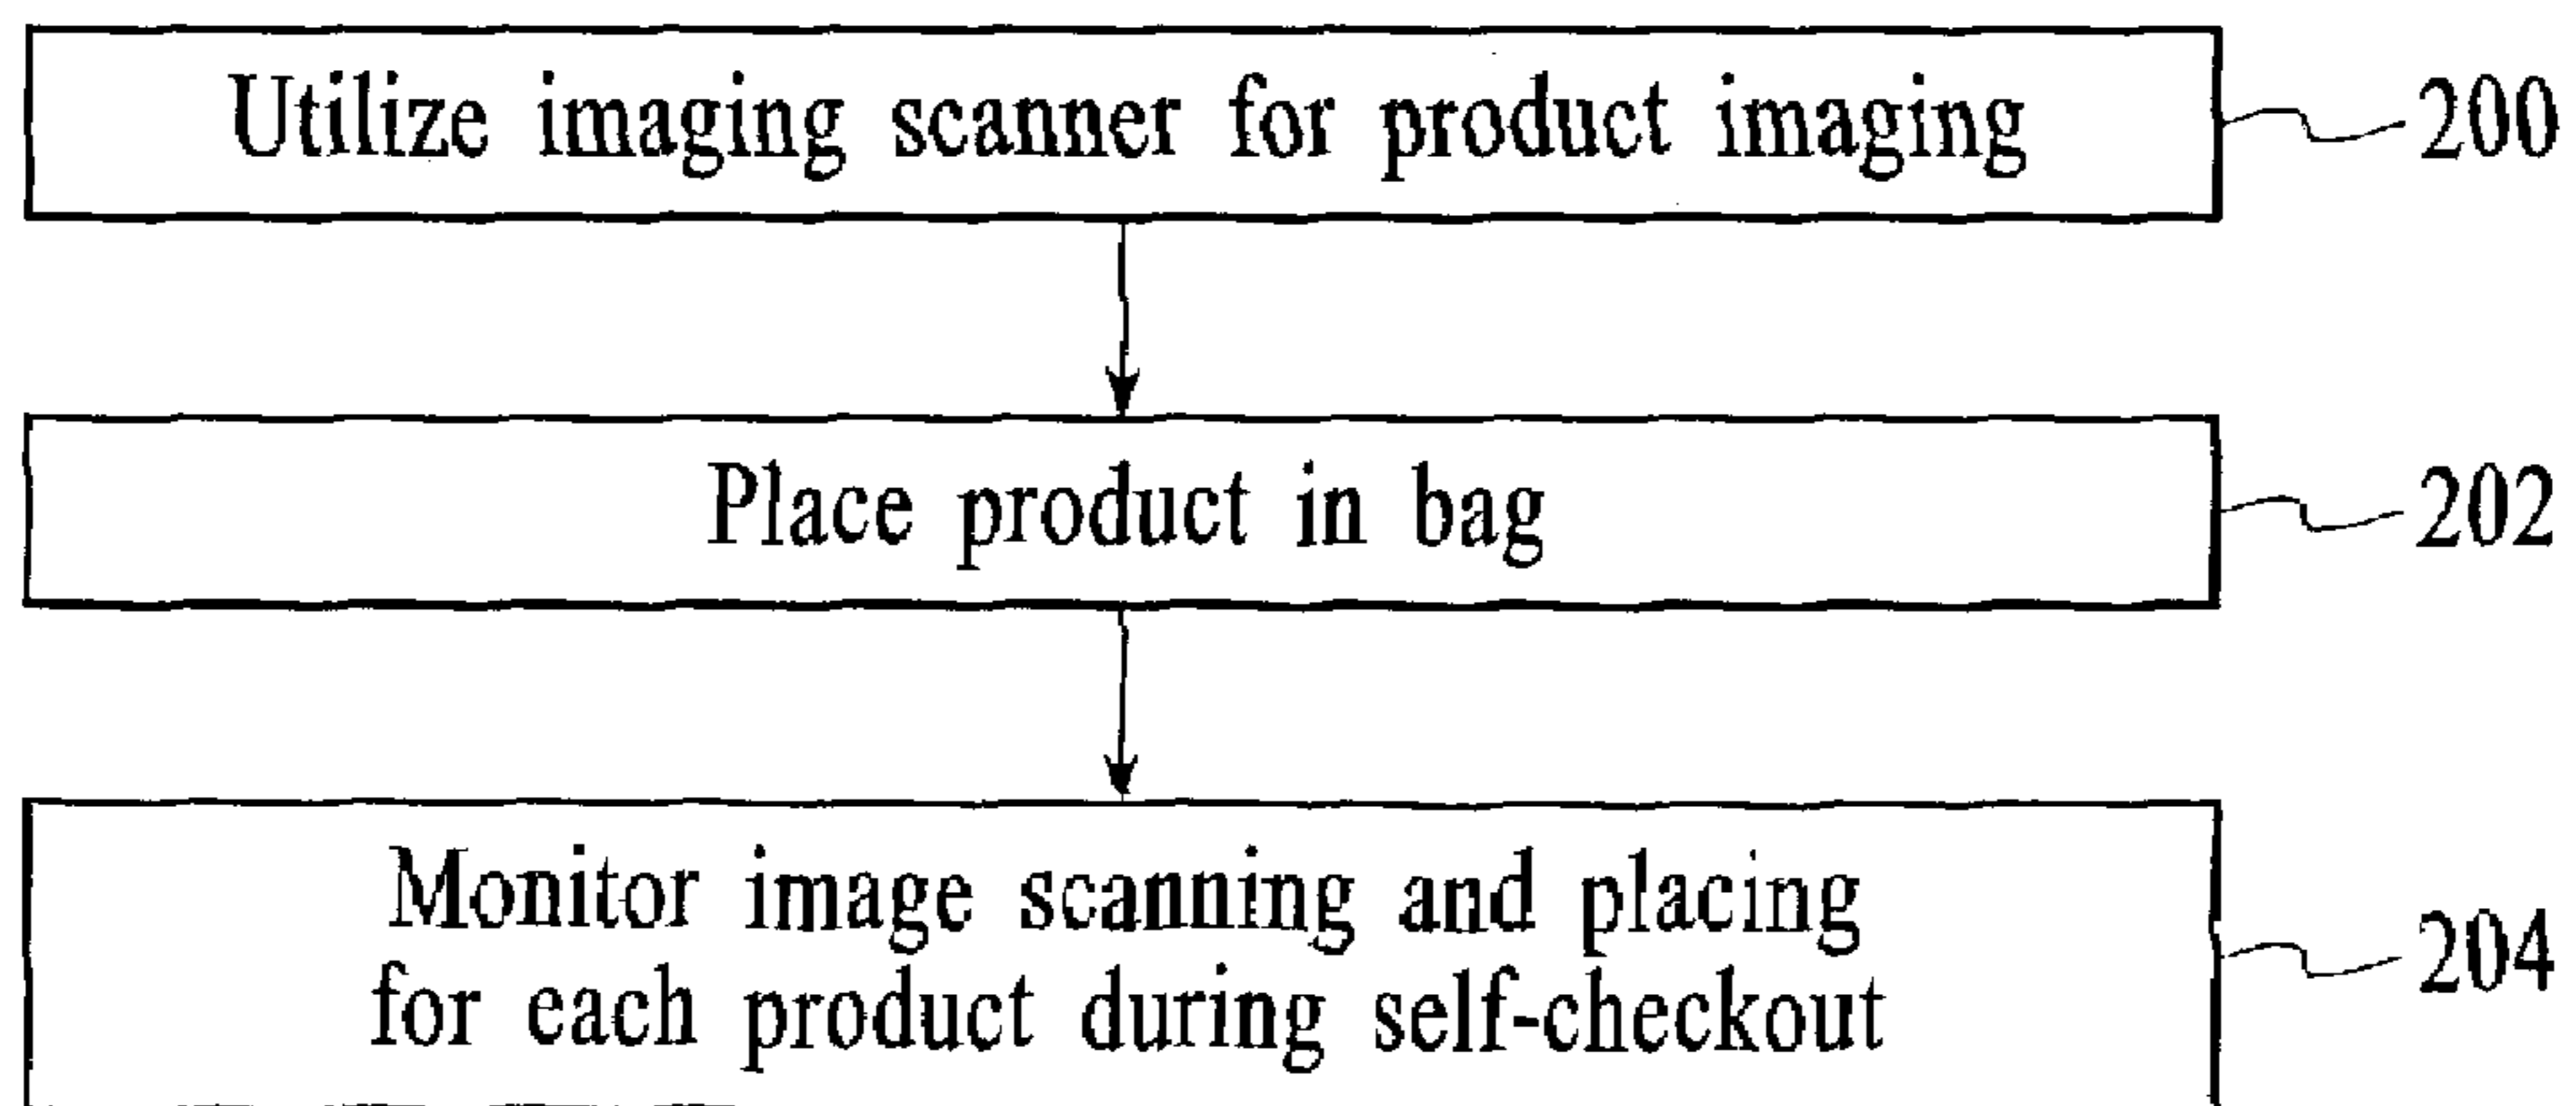 Utilize imaging scanner for product imaging
200
Place product in bag
202
Monitor image scanning and placing
for each product during self-checkout
204